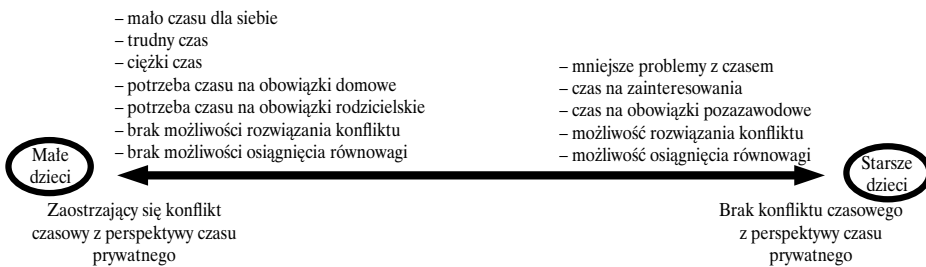 – mało czasu dla siebie
– trudny czas
– ciężki czas
– potrzeba czasu na obowiązki domowe
– potrzeba czasu na obowiązki rodzicielskie
– brak możliwości rozwiązania konfliktu
– brak możliwości osiągnięcia równowagi
– mniejsze problemy z czasem
– czas na zainteresowania
– czas na obowiązki pozazawodowe
– możliwość rozwiązania konfliktu
– możliwość osiągnięcia równowagi
Małe
dzieci
Starsze
dzieci
Zaostrzający się konflikt
czasowy z perspektywy czasu
prywatnego
Brak konfliktu czasowego
z perspektywy czasu
prywatnego